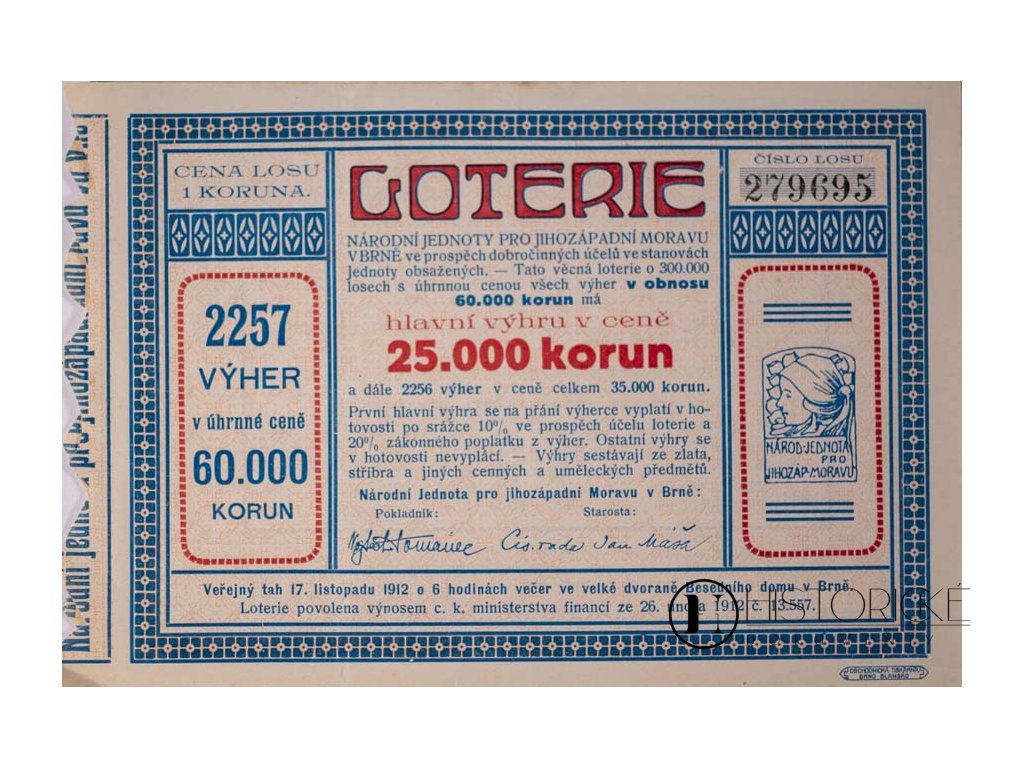 CENA LOSU
1 KORUNA.
2257
VÝHER
v úhrnné ceně
60.000
KORUN
LOTERIE
NÁRODNÍ JEDNOTY PRO JIHOZÁPADNÍ MORAVU
V BRNĚ ve prospěch dobročinných účelů ve stanovách
Jednoty obsažených. — Tato věcná loterie o 300.000
losech s úhrnnou cenou všech výher v obnosu
60.000 korun má
hlavní výhru v ceně
25.000 korun
a dále 2256 výher v ceně celkem 35.000 korun.
První hlavní výhra se na přání výherce vyplatí v ho-
tovosti po srážce 10% ve prospěch účelu loterie a
20% zákonného poplatku z výher. Ostatní výhry se
v hotovosti nevyplácí. — Výhry sestávají ze zlata,
stříbra a jiných cenných a uměleckých předmětů.
Národní Jednota pro jihozápadní Moravu v Brně:
Pokladník: Starosta:
Vojtěch Tomanec Cís. rada Jan Máša
ČÍSLO LOSU
279695
NÁROD·JEDNOTA
PRO
JIHOZÁP·MORAVU
Veřejný tah 17. listopadu 1912 o 6 hodinách večer ve velké dvoraně Besedního domu v Brně.
Loterie povolena výnosem c. k. ministerstva financí ze 26. února 1912 č. 13.557.
HISTORICKÉ
OBCHODNICKÁ TISKÁRNA
BRNO BLANSKO